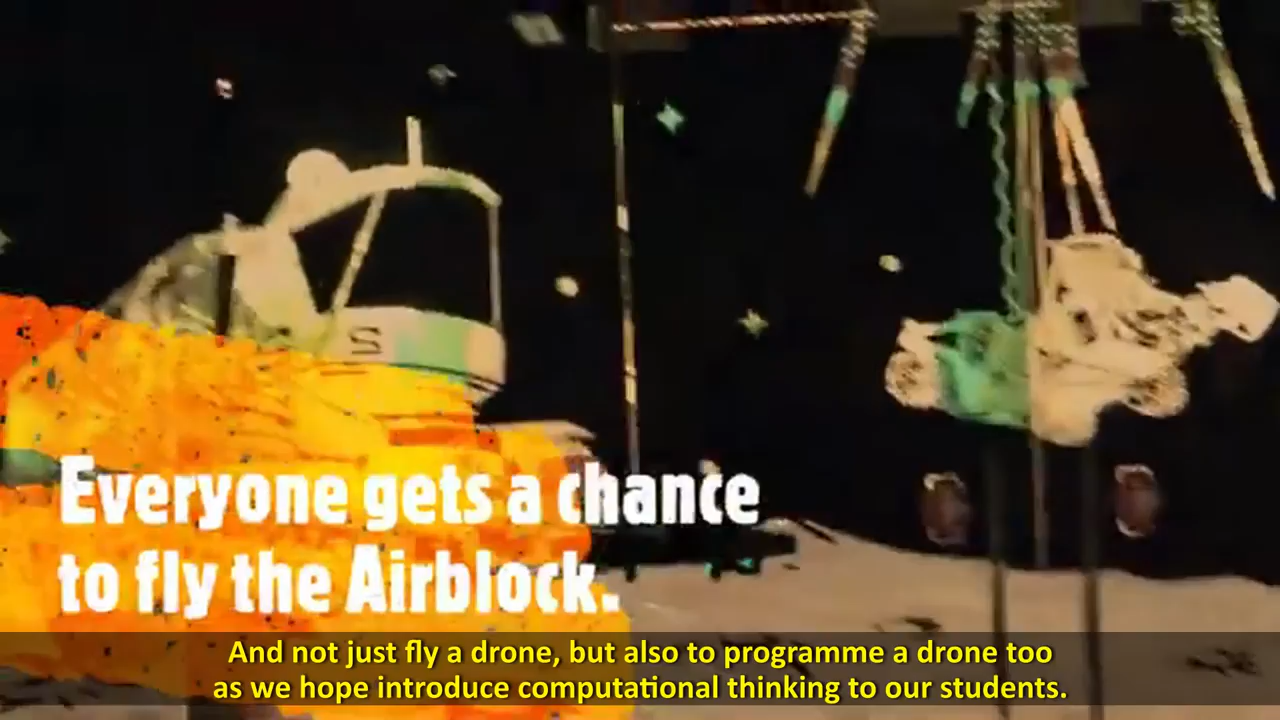 S
Everyone gets a chance
to fly the Airblock.
And not just fly a drone, but also to programme a drone too
as we hope introduce computational thinking to our students.